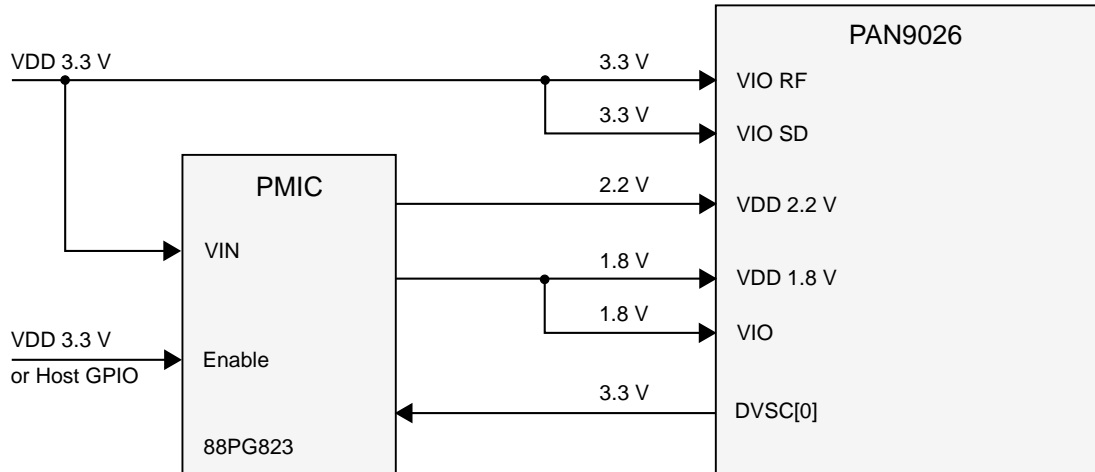 PAN9026
VDD 3.3 V
3.3 V
VIO RF
3.3 V
VIO SD
PMIC
2.2 V
VDD 2.2 V
VIN
1.8 V
VDD 1.8 V
1.8 V
VIO
VDD 3.3 V
or Host GPIO
Enable
3.3 V
DVSC[0]
88PG823